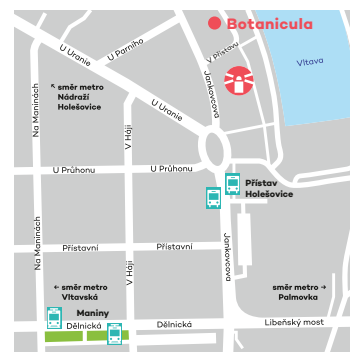 Botanicula
U Uranie
U Parního
V Přístavu
Vltava
Jankovcova
↖ směr metro
Nádraží
Holešovice
Na Maninách
V Háji
U Uranie
U Průhonu
U Průhonu
Přístav
Holešovice
Na Maninách
Přístavní
Přístavní
Jankovcova
V Háji
← směr metro
Vltavská
směr metro →
Palmovka
Maniny
Dělnická
Dělnická
Libeňský most